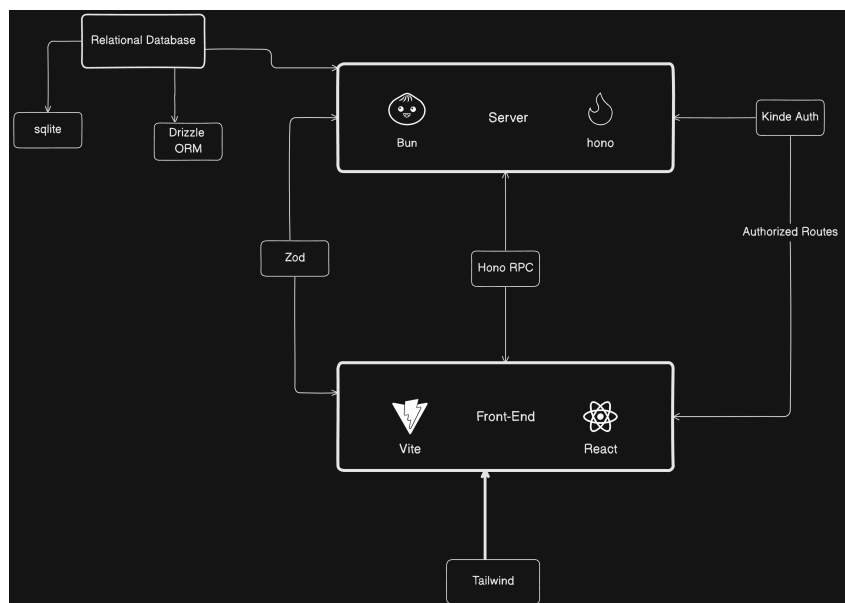 Relational Database
sqlite
Drizzle
ORM
Server
Bun
hono
Kinde Auth
Authorized Routes
Zod
Hono RPC
Front-End
Vite
React
Tailwind